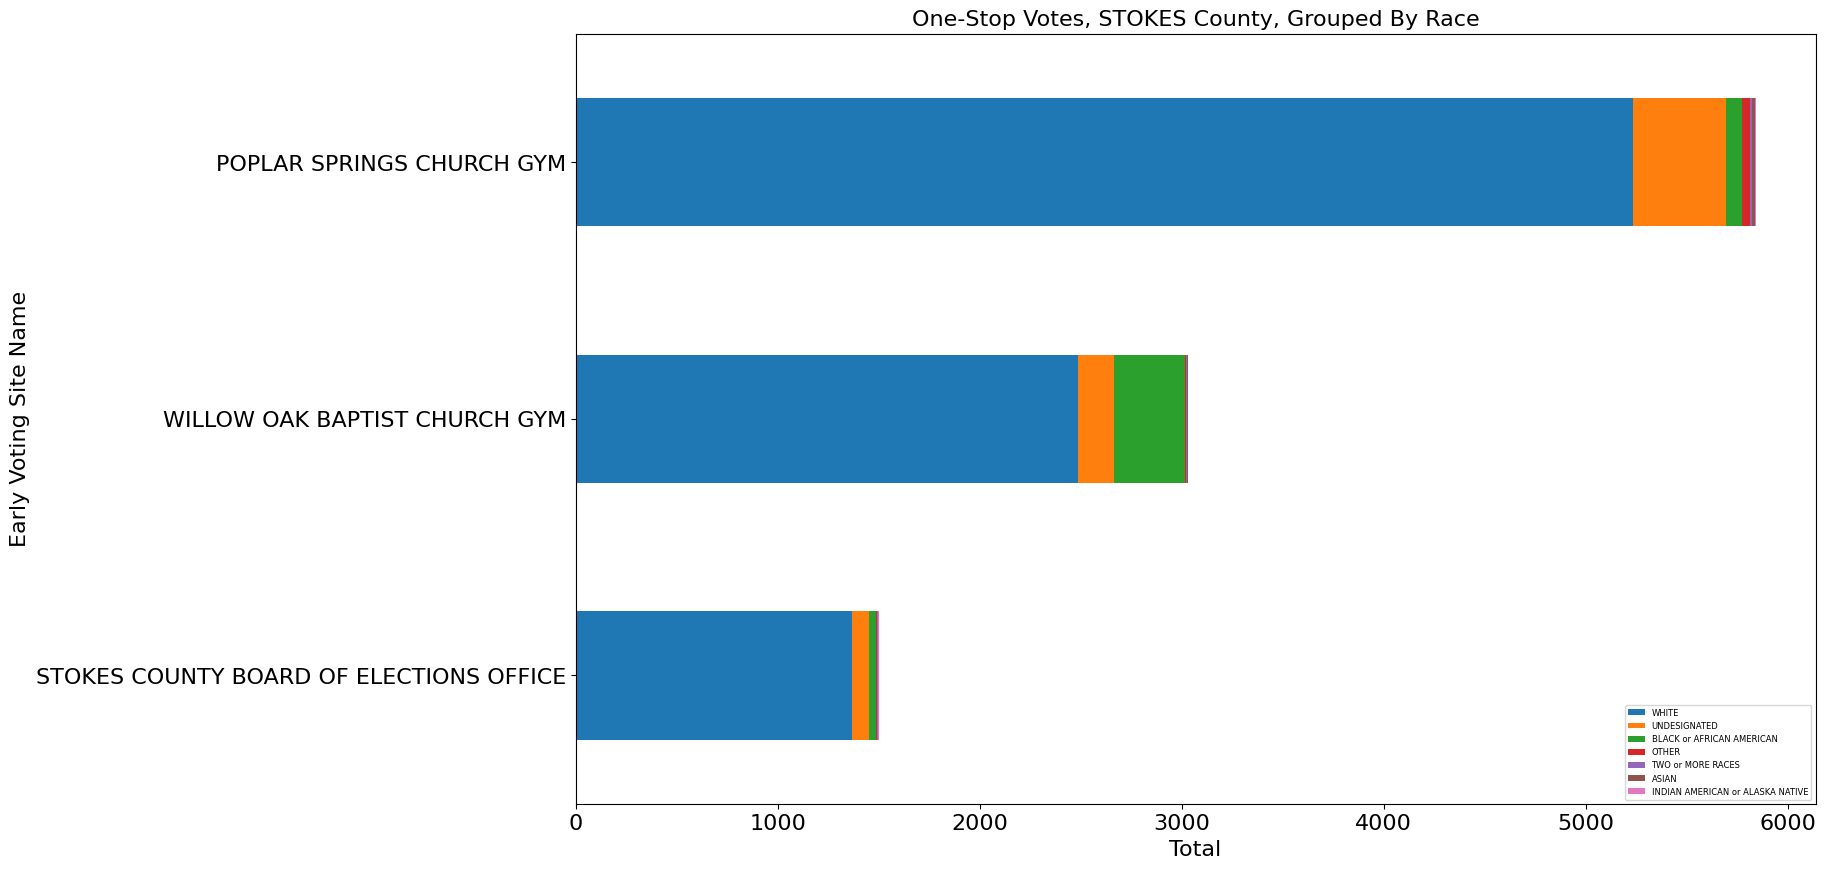 One-Stop Votes, STOKES County, Grouped By Race
Early Voting Site Name
POPLAR SPRINGS CHURCH GYM
WILLOW OAK BAPTIST CHURCH GYM
STOKES COUNTY BOARD OF ELECTIONS OFFICE
WHITE
UNDESIGNATED
BLACK or AFRICAN AMERICAN
OTHER
TWO or MORE RACES
ASIAN
INDIAN AMERICAN or ALASKA NATIVE
0 1000 2000 3000 4000 5000 6000
Total